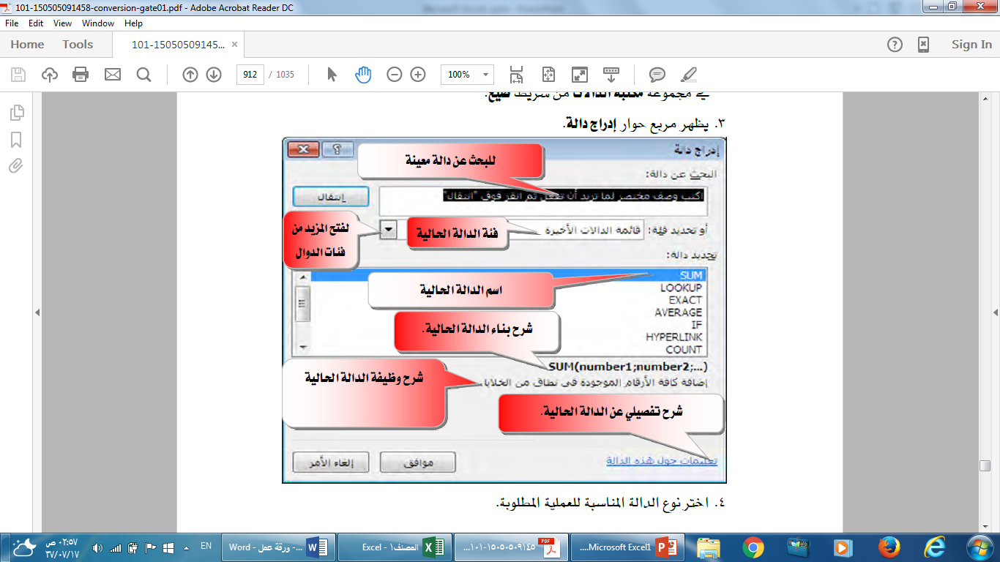 101-150505091458-conversion-gate01.pdf - Adobe Acrobat Reader DC
File Edit View Window Help
Home Tools 101-15050509145... × Sign In
912 / 1035 100%
في مجموعة مكتبة الدالات من شريط صيغ.
٣. يظهر مربع حوار إدراج دالة.
إدراج دالة
للبحث عن دالة معينة
البحث عن دالة:
اكتب وصف مختصر لما تريد أن تفعل ثم انقر فوق "انتقال"
إنتقال
أو تحديد فئة: قائمة الدالات الأخيرة
فئة الدالة الحالية
لفتح المزيد من
فئات الدوال
تحديد دالة:
SUM
LOOKUP
EXACT
AVERAGE
IF
HYPERLINK
COUNT
اسم الدالة الحالية
شرح بناء الدالة الحالية.
SUM(number1;number2;...)
شرح وظيفة الدالة الحالية
إضافة كافة الأرقام الموجودة في نطاق من الخلايا.
شرح تفصيلي عن الدالة الحالية.
تعليمات حول هذه الدالة
موافق
إلغاء الأمر
٤. اختر نوع الدالة المناسبة للعملية المطلوبة.
٠٢:٥٧ ص
٣٧/٠٧/١٧
EN
ورقة عمل - Word
المصنف١ - Excel
١٠١-١٥٠٥٠٥٠٩١٤٥...
Microsoft Excel1...